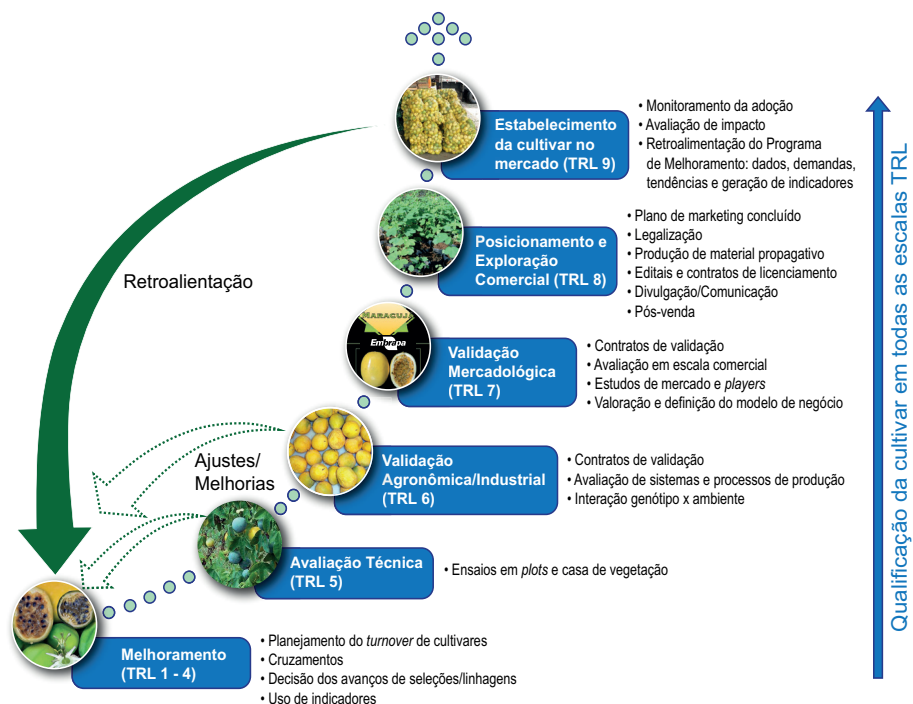 Estabelecimento
da cultivar no
mercado (TRL 9)
• Monitoramento da adoção
• Avaliação de impacto
• Retroalimentação do Programa
de Melhoramento: dados, demandas,
tendências e geração de indicadores
Posicionamento e
Exploração
Comercial (TRL 8)
• Plano de marketing concluído
• Legalização
• Produção de material propagativo
• Editais e contratos de licenciamento
• Divulgação/Comunicação
• Pós-venda
Retroalientação
MARACUJÁ
Embrapa
Validação
Mercadológica
(TRL 7)
• Contratos de validação
• Avaliação em escala comercial
• Estudos de mercado e players
• Valoração e definição do modelo de negócio
Ajustes/
Melhorias
Validação
Agronômica/Industrial
(TRL 6)
• Contratos de validação
• Avaliação de sistemas e processos de produção
• Interação genótipo x ambiente
Avaliação Técnica
(TRL 5)
• Ensaios em plots e casa de vegetação
Melhoramento
(TRL 1 - 4)
• Planejamento do turnover de cultivares
• Cruzamentos
• Decisão dos avanços de seleções/linhagens
• Uso de indicadores
Qualificação da cultivar em todas as escalas TRL